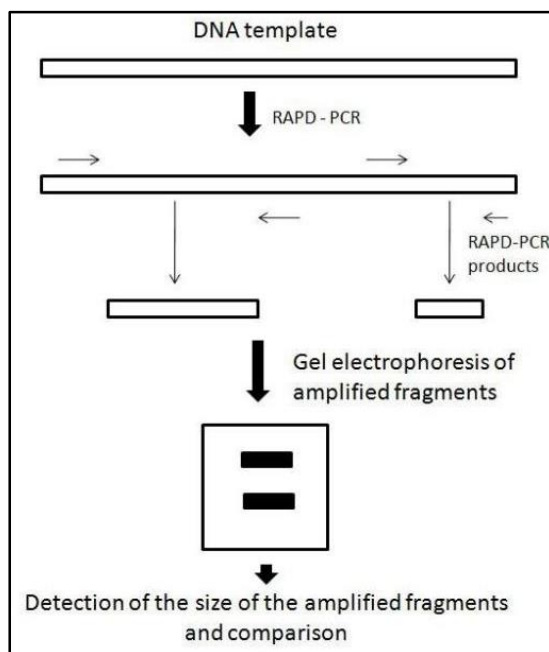 DNA template
RAPD - PCR
RAPD-PCR
products
Gel electrophoresis of
amplified fragments
Detection of the size of the amplified fragments
and comparison